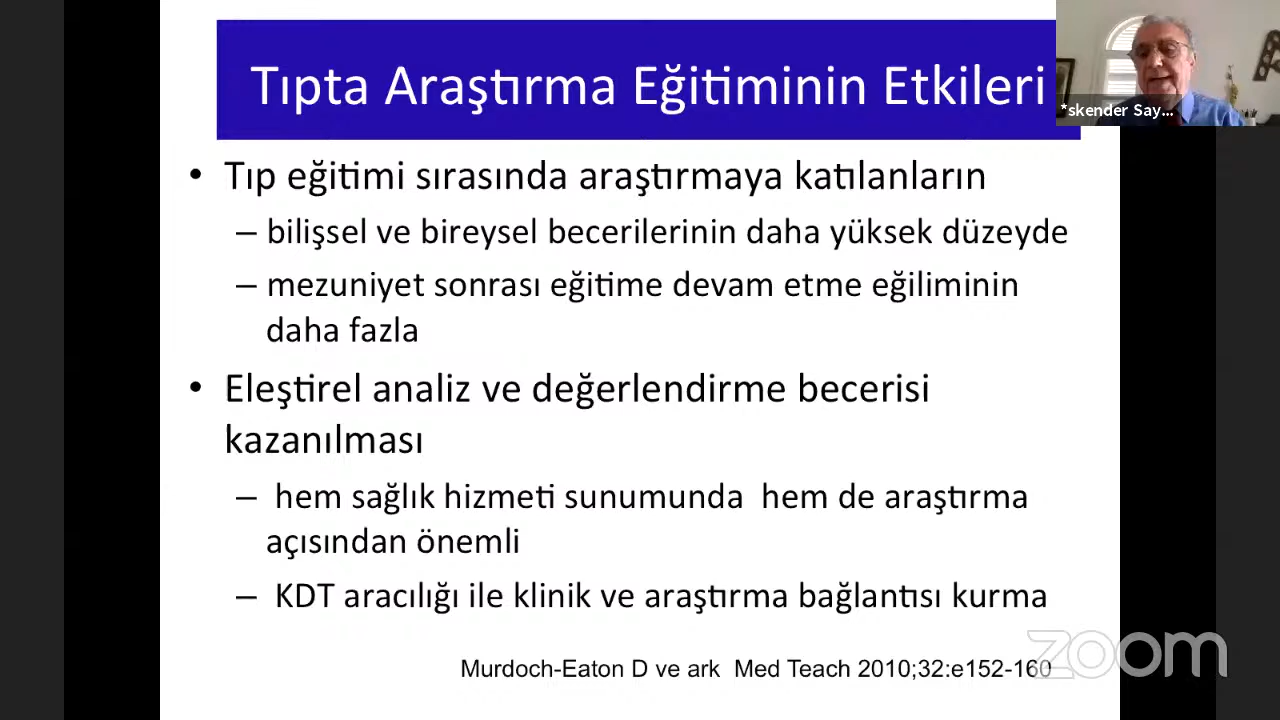 Tıpta Araştırma Eğitiminin Etkileri
*skender Say...
• Tıp eğitimi sırasında araştırmaya katılanların
– bilişsel ve bireysel becerilerinin daha yüksek düzeyde
– mezuniyet sonrası eğitime devam etme eğiliminin
daha fazla
• Eleştirel analiz ve değerlendirme becerisi
kazanılması
– hem sağlık hizmeti sunumunda hem de araştırma
açısından önemli
– KDT aracılığı ile klinik ve araştırma bağlantısı kurma
Murdoch-Eaton D ve ark Med Teach 2010;32:e152-160
zoom